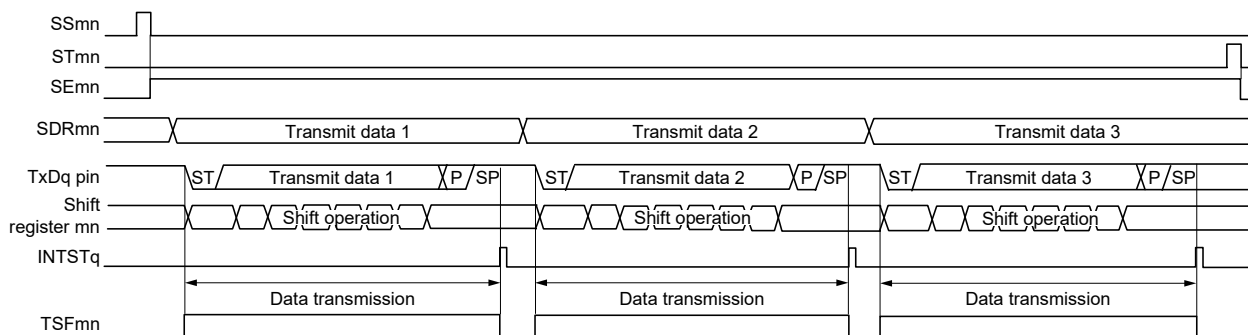 SSmn
STmn
SEmn
SDRmn Transmit data 1 Transmit data 2 Transmit data 3
TxDq pin ST Transmit data 1 P SP ST Transmit data 2 P SP ST Transmit data 3 P SP
Shift
register mn Shift operation Shift operation Shift operation
INTSTq
Data transmission Data transmission Data transmission
TSFmn